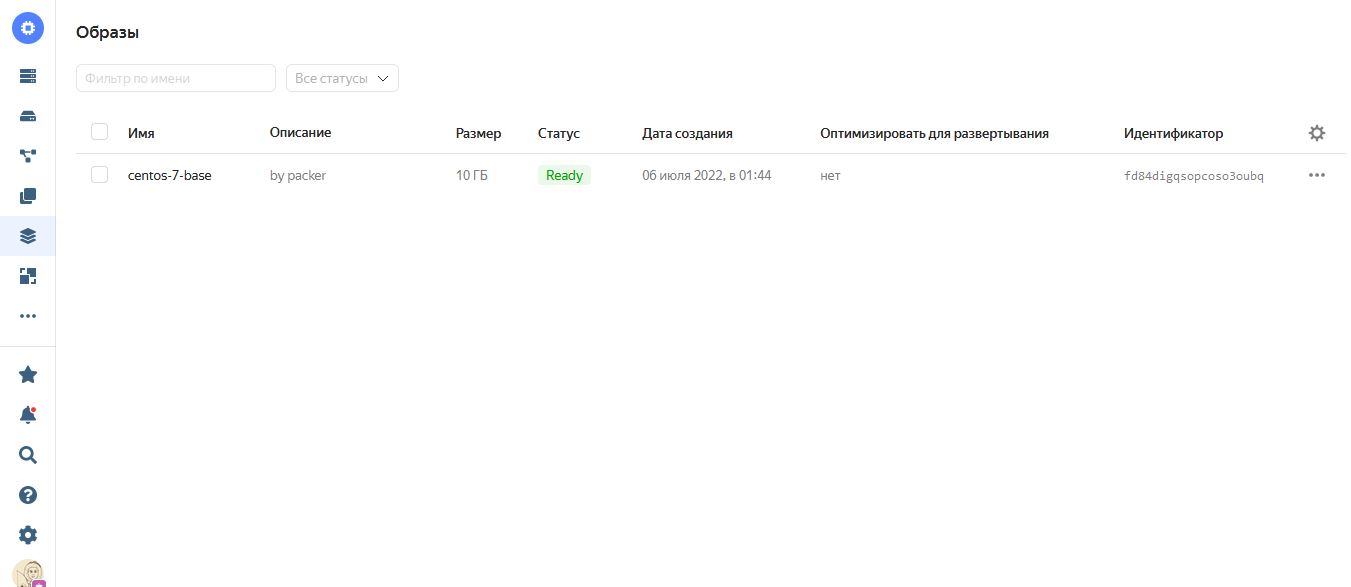 Образы
Фильтр по имени Все статусы
Имя Описание Размер Статус Дата создания Оптимизировать для развертывания Идентификатор
centos-7-base by packer 10 ГБ Ready 06 июля 2022, в 01:44 нет fd84digqsopcoso3oubq